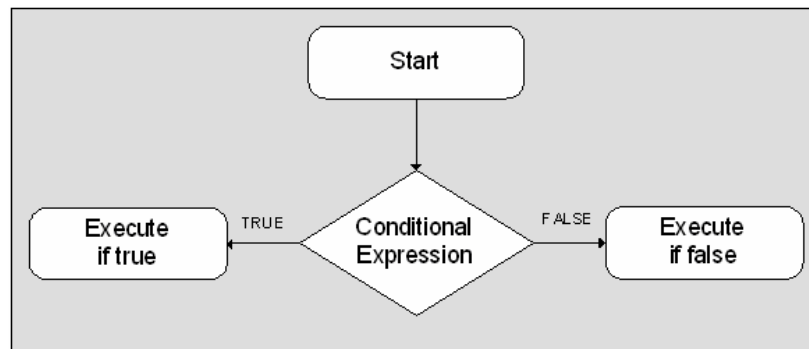 Start
Conditional
Expression
TRUE
Execute
if true
FALSE
Execute
if false